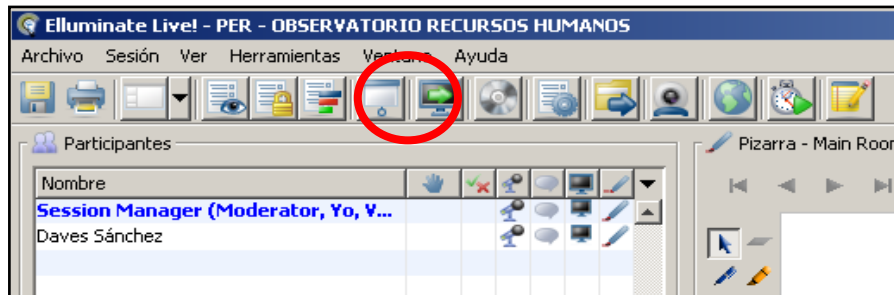 Elluminate Live! - PER - OBSERVATORIO RECURSOS HUMANOS
Archivo Sesión Ver Herramientas Ventana Ayuda
Participantes
Pizarra - Main Roor
Nombre
Session Manager (Moderator, Yo, V...
Daves Sánchez